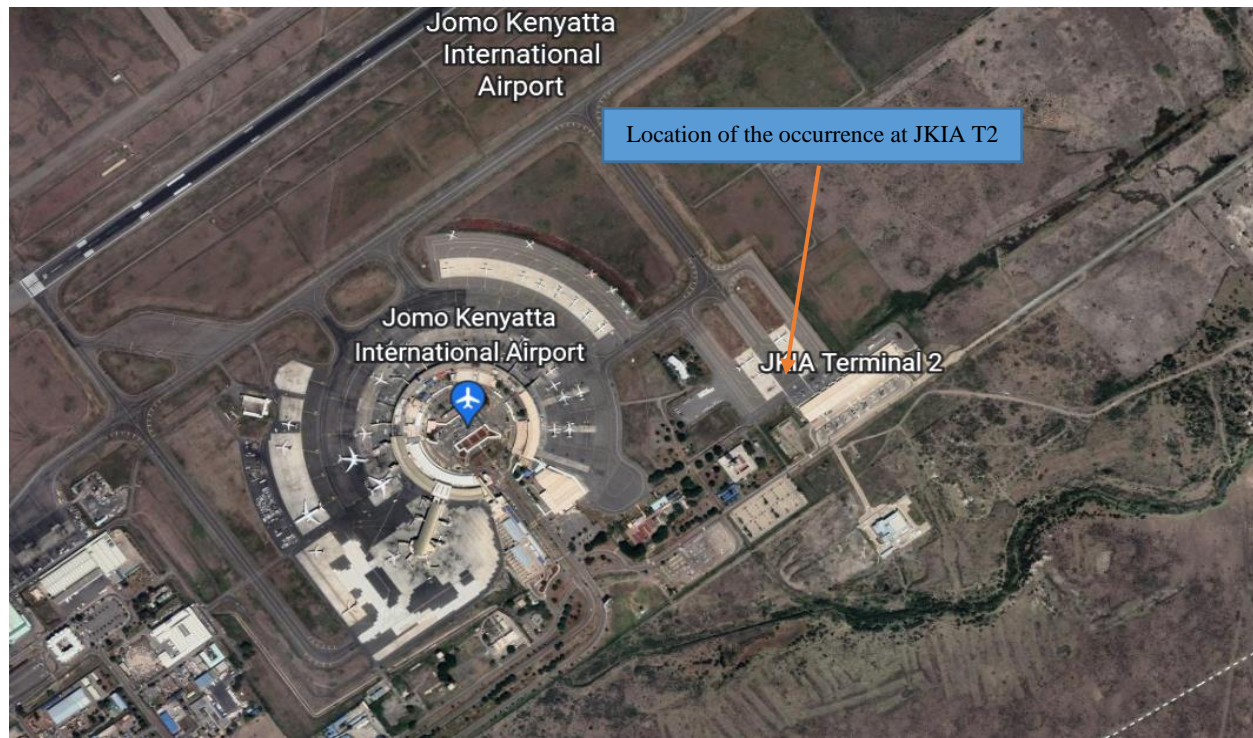 Jomo Kenyatta
International
Airport
Location of the occurrence at JKIA T2
Jomo Kenyatta
International Airport
JKIA Terminal 2